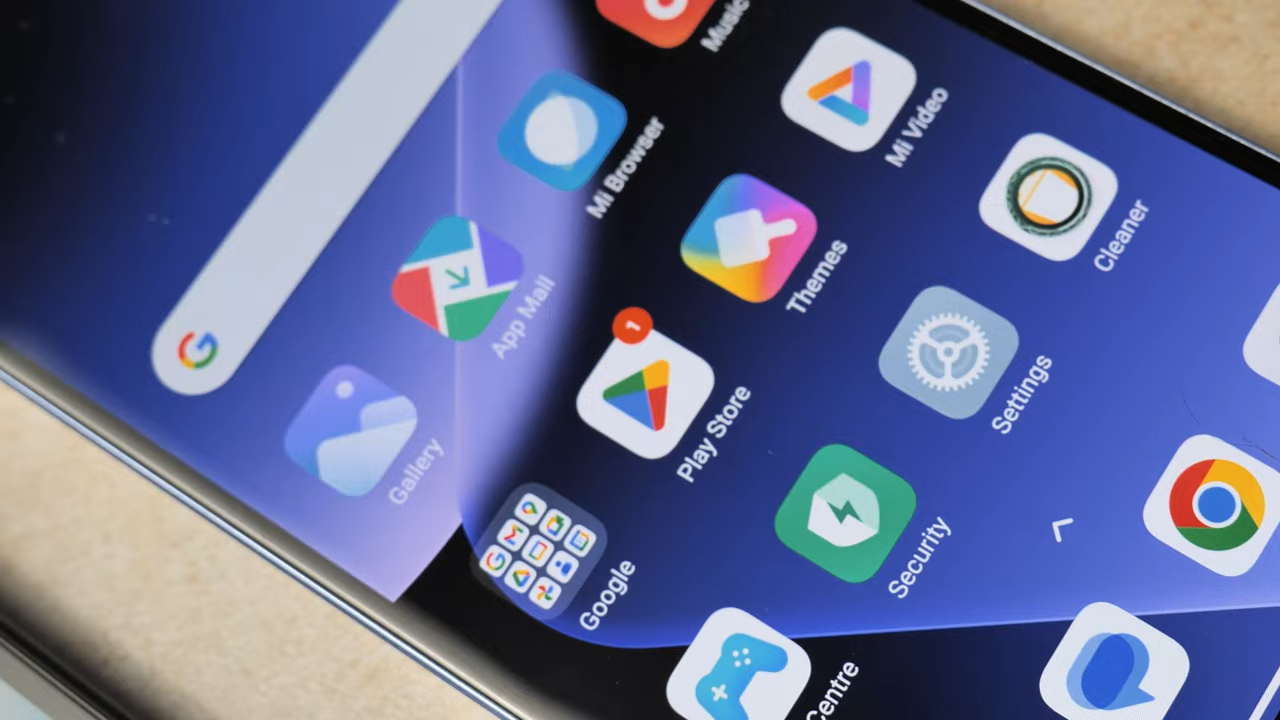 Music
Mi Browser
Mi Video
App Mall
Themes
Cleaner
Gallery
1
Play Store
Settings
Google
Security
Centre